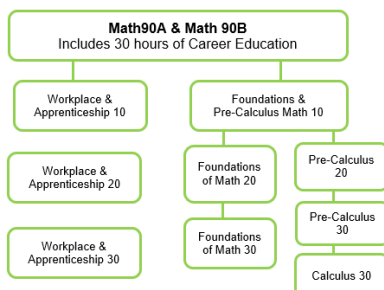 Math90A & Math 90B
Includes 30 hours of Career Education
Workplace &
Apprenticeship 10
Foundations &
Pre-Calculus Math 10
Workplace &
Apprenticeship 20
Foundations
of Math 20
Pre-Calculus
20
Pre-Calculus
30
Workplace &
Apprenticeship 30
Foundations
of Math 30
Calculus 30